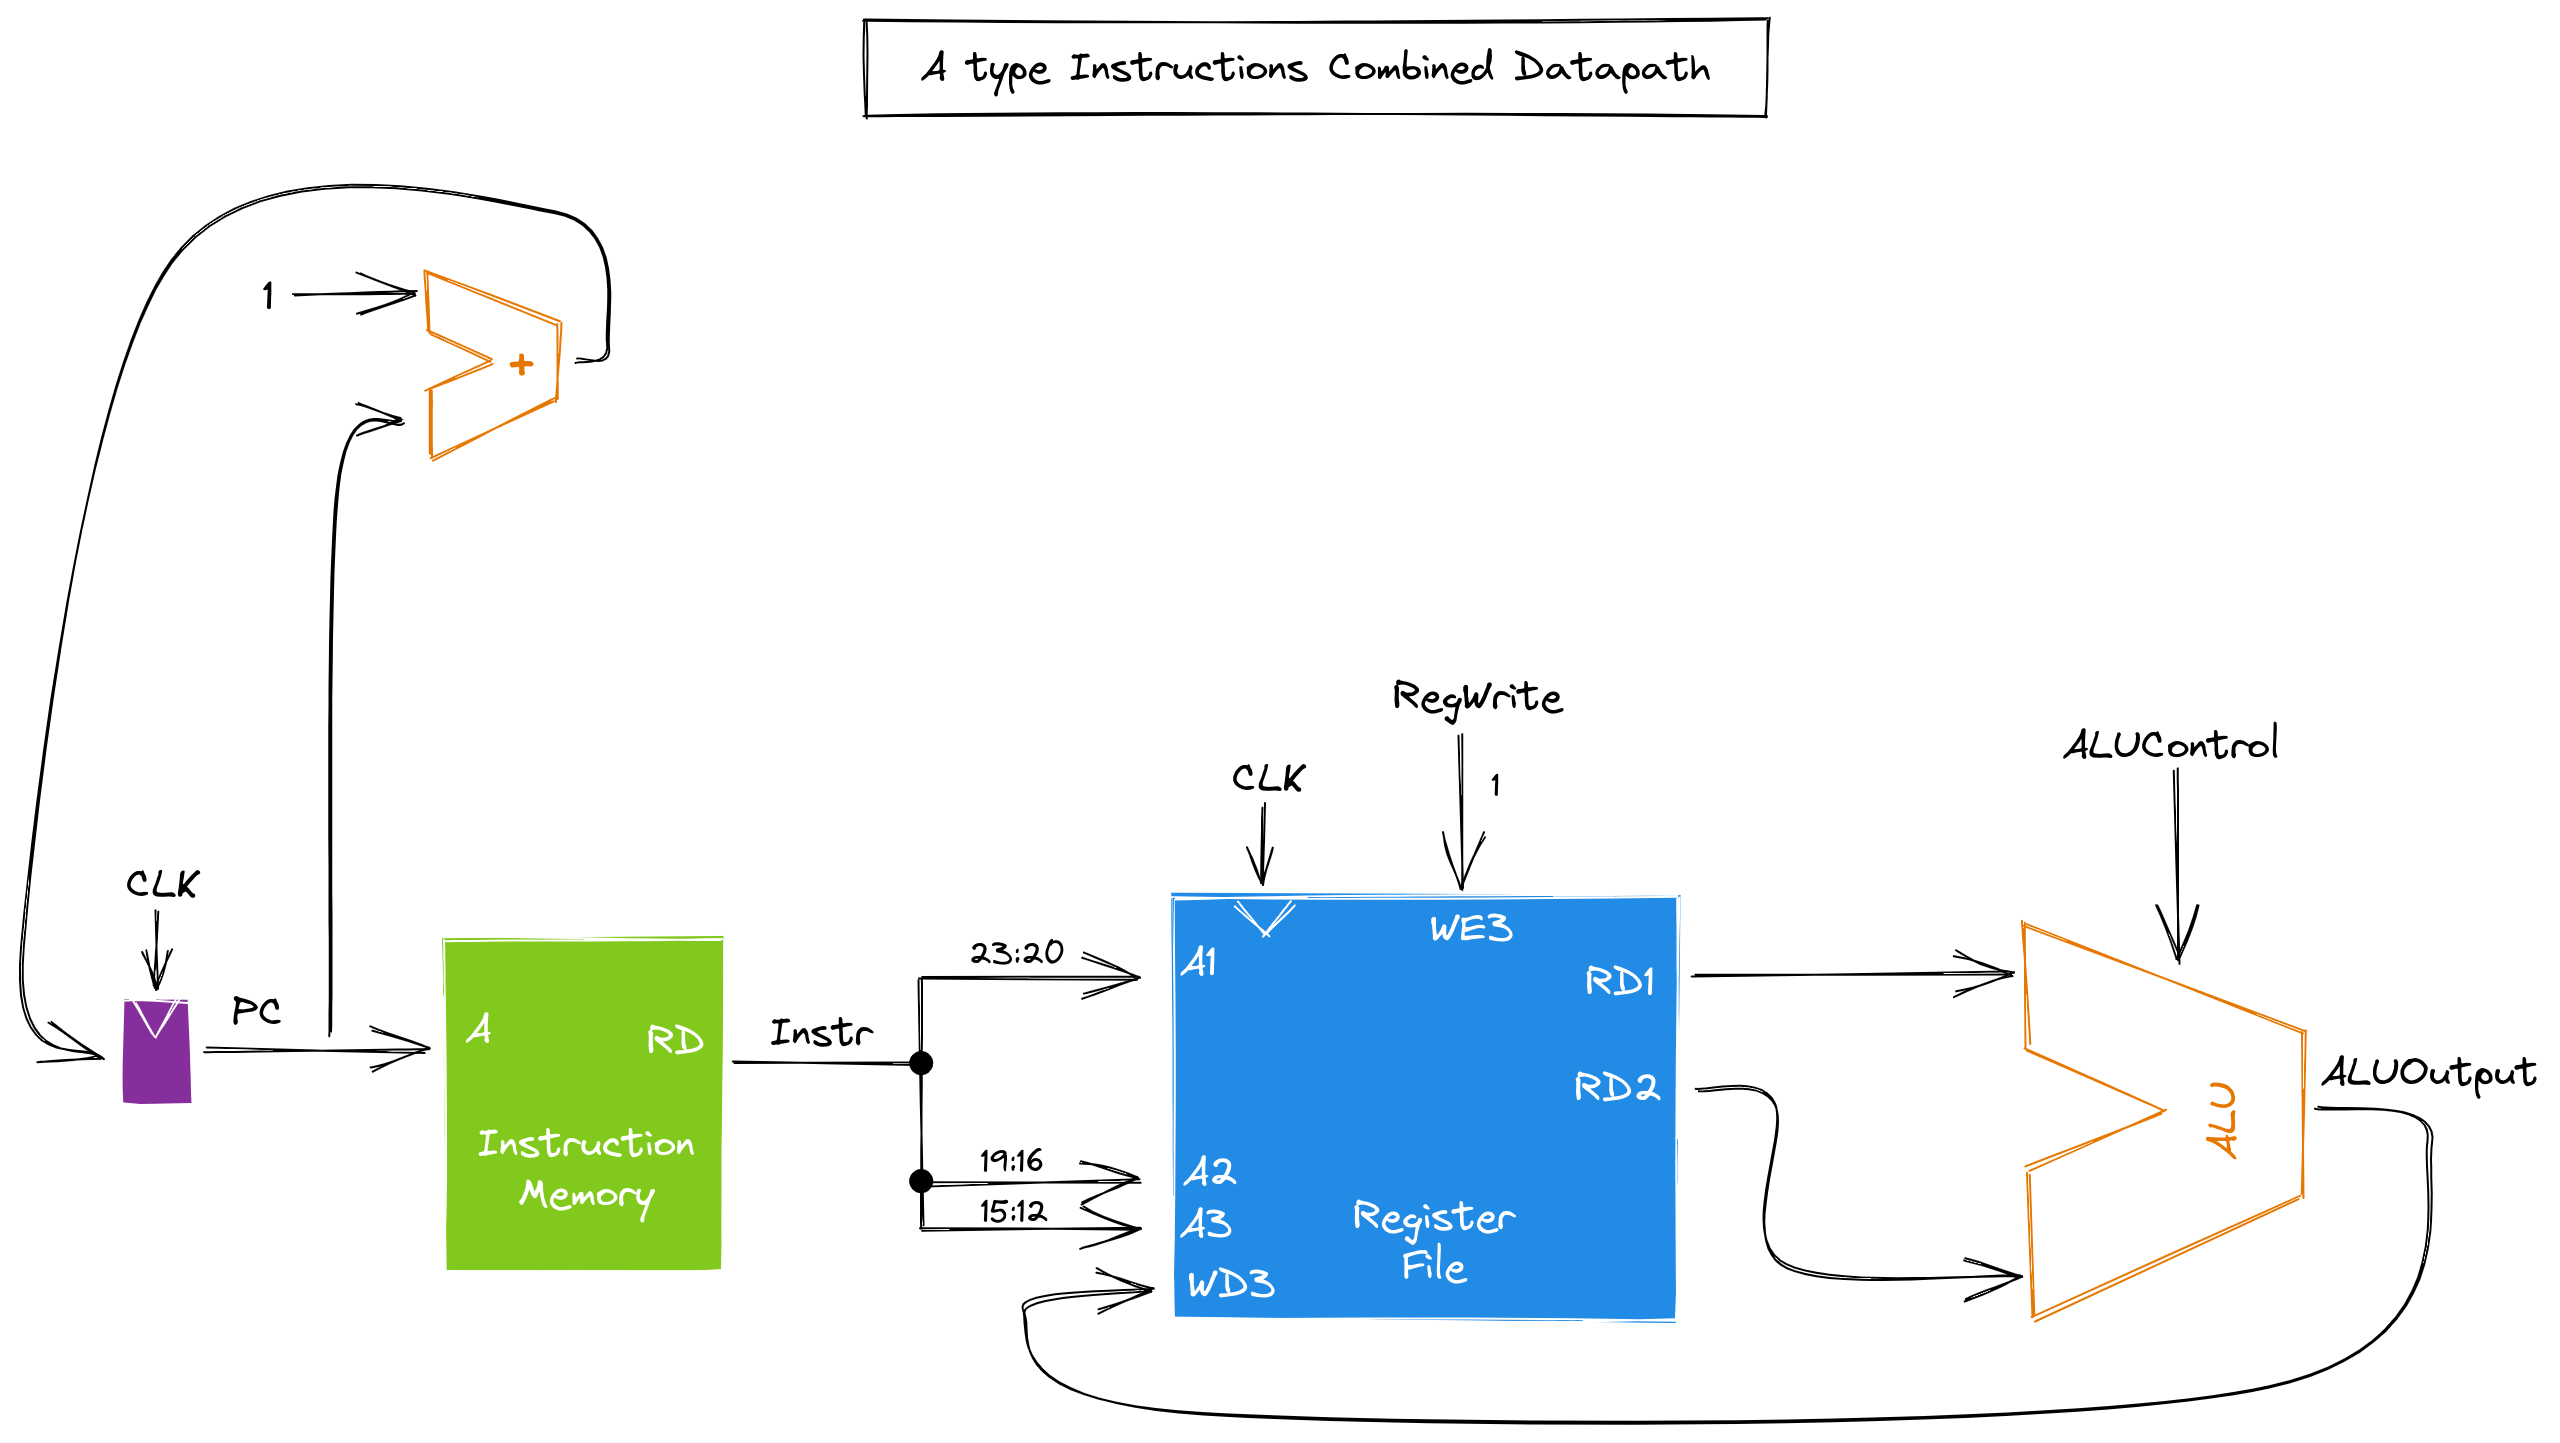 A type Instructions Combined Datapath
1
+
RegWrite
1
ALUControl
CLK
CLK
PC
A
RD
Instruction
Memory
Instr
23:20
19:16
15:12
A1
WE3
RD1
RD2
A2
A3
WD3
Register
File
ALU
ALUOutput